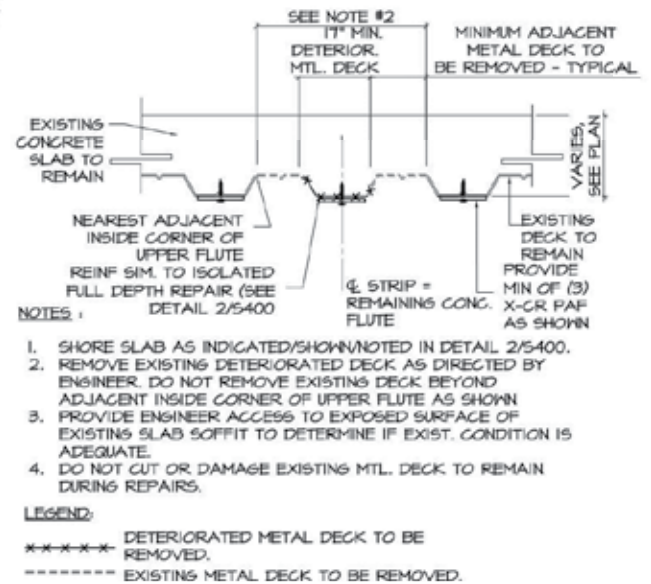 SEE NOTE #2
17" MIN.
DETERIOR.
MTL. DECK
MINIMUM ADJACENT
METAL DECK TO
BE REMOVED - TYPICAL
EXISTING
CONCRETE
SLAB TO
REMAIN
VARIES,
SEE PLAN
NEAREST ADJACENT
INSIDE CORNER OF
UPPER FLUTE
REINF SIM. TO ISOLATED
FULL DEPTH REPAIR (SEE
DETAIL 2/S400
℄ STRIP =
REMAINING CONC.
FLUTE
EXISTING
DECK TO
REMAIN
PROVIDE
MIN OF (3)
X-CR PAF
AS SHOWN
NOTES :
1. SHORE SLAB AS INDICATED/SHOWN/NOTED IN DETAIL 2/S400.
2. REMOVE EXISTING DETERIORATED DECK AS DIRECTED BY
ENGINEER. DO NOT REMOVE EXISTING DECK BEYOND
ADJACENT INSIDE CORNER OF UPPER FLUTE AS SHOWN
3. PROVIDE ENGINEER ACCESS TO EXPOSED SURFACE OF
EXISTING SLAB SOFFIT TO DETERMINE IF EXIST. CONDITION IS
ADEQUATE.
4. DO NOT CUT OR DAMAGE EXISTING MTL. DECK TO REMAIN
DURING REPAIRS.
LEGEND:
DETERIORATED METAL DECK TO BE
REMOVED.
EXISTING METAL DECK TO BE REMOVED.